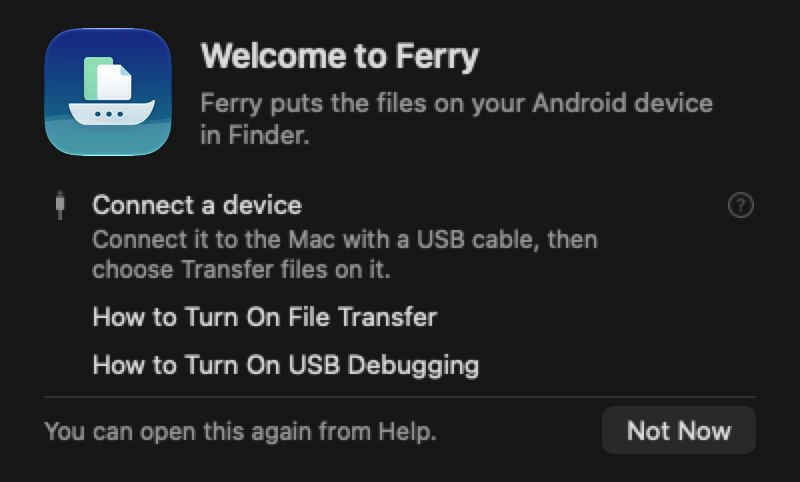 Welcome to Ferry
Ferry puts the files on your Android device
in Finder.
Connect a device
?
Connect it to the Mac with a USB cable, then
choose Transfer files on it.
How to Turn On File Transfer
How to Turn On USB Debugging
You can open this again from Help.
Not Now